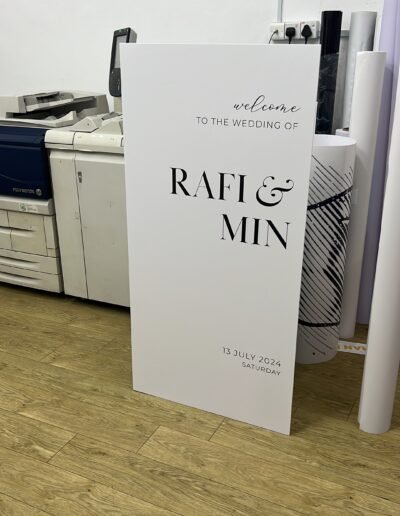 welcome
TO THE WEDDING OF
RAFI &
MIN
13 JULY 2024
SATURDAY